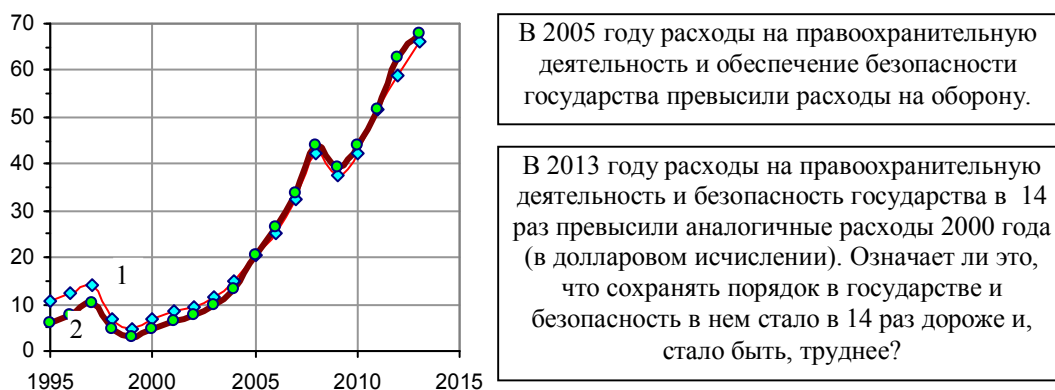 70
60
50
40
30
20
10
0
1
2
1995 2000 2005 2010 2015
В 2005 году расходы на правоохранительную
деятельность и обеспечение безопасности
государства превысили расходы на оборону.
В 2013 году расходы на правоохранительную
деятельность и безопасность государства в 14
раз превысили аналогичные расходы 2000 года
(в долларовом исчислении). Означает ли это,
что сохранять порядок в государстве и
безопасность в нем стало в 14 раз дороже и,
стало быть, труднее?